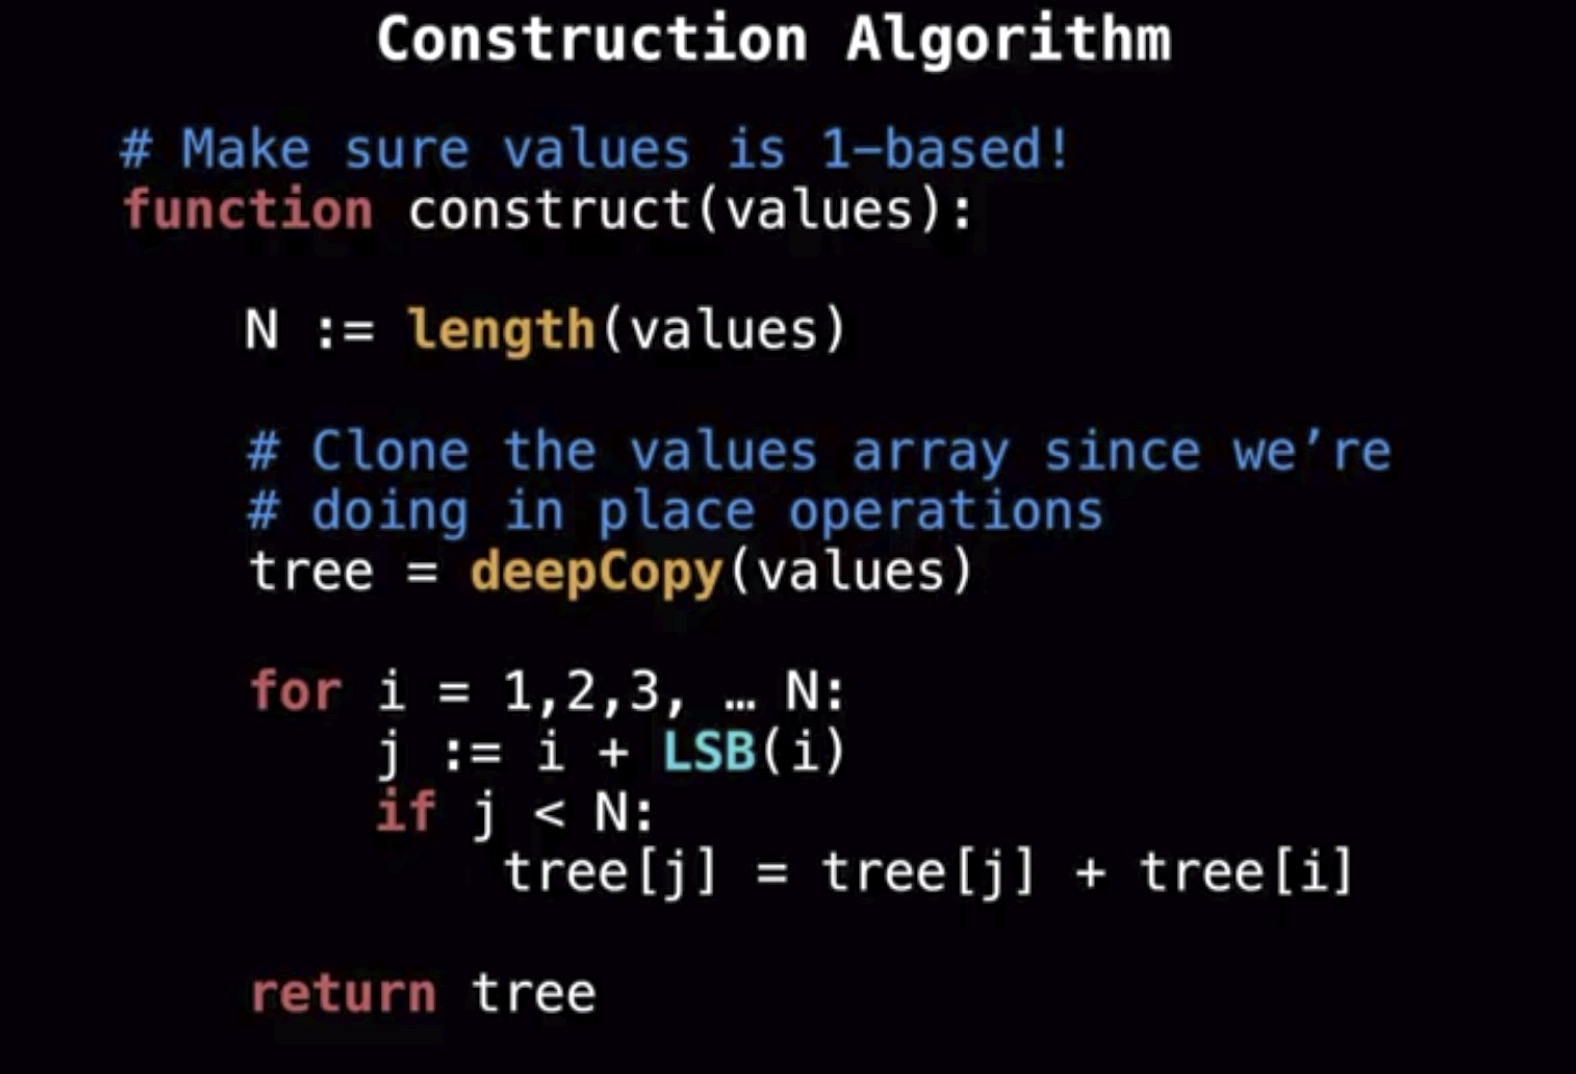 Construction Algorithm
# Make sure values is 1-based!
function construct(values):
N := length(values)
# Clone the values array since we’re
# doing in place operations
tree = deepCopy(values)
for i = 1,2,3, … N:
j := i + LSB(i)
if j < N:
tree[j] = tree[j] + tree[i]
return tree